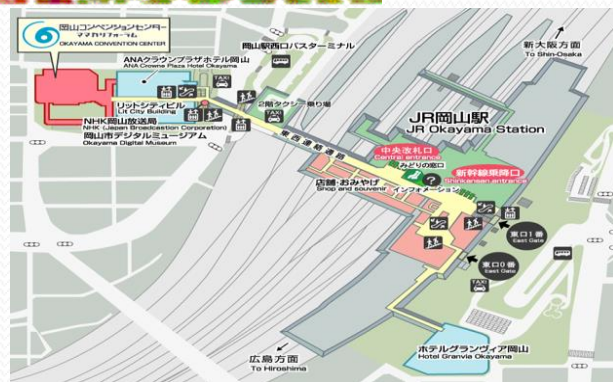 岡山コンベンションセンター
ママカリフォーラム
OKAYAMA CONVENTION CENTER
ANAクラウンプラザホテル岡山
ANA Crowne Plaza Hotel Okayama
岡山駅西口バスターミナル
TAXI
新大阪方面
To Shin-Osaka
リットシティビル
Lit City Building
2階タクシー乗り場
TAXI
NHK岡山放送局
NHK (Japan Broadcastion Corporation)
岡山市デジタルミュージアム
Okayama Digital Museum
東西連絡通路
JR岡山駅
JR Okayama Station
中央改札口
Central entrance
みどりの窓口
新幹線乗降口
Shinkansen entrance
店舗・おみやげ
Shop and souvenir
インフォメーション
?
東口1番
East Gate
東口0番
East Gate
TAXI
広島方面
To Hiroshima
ホテルグランヴィア岡山
Hotel Granvia Okayama